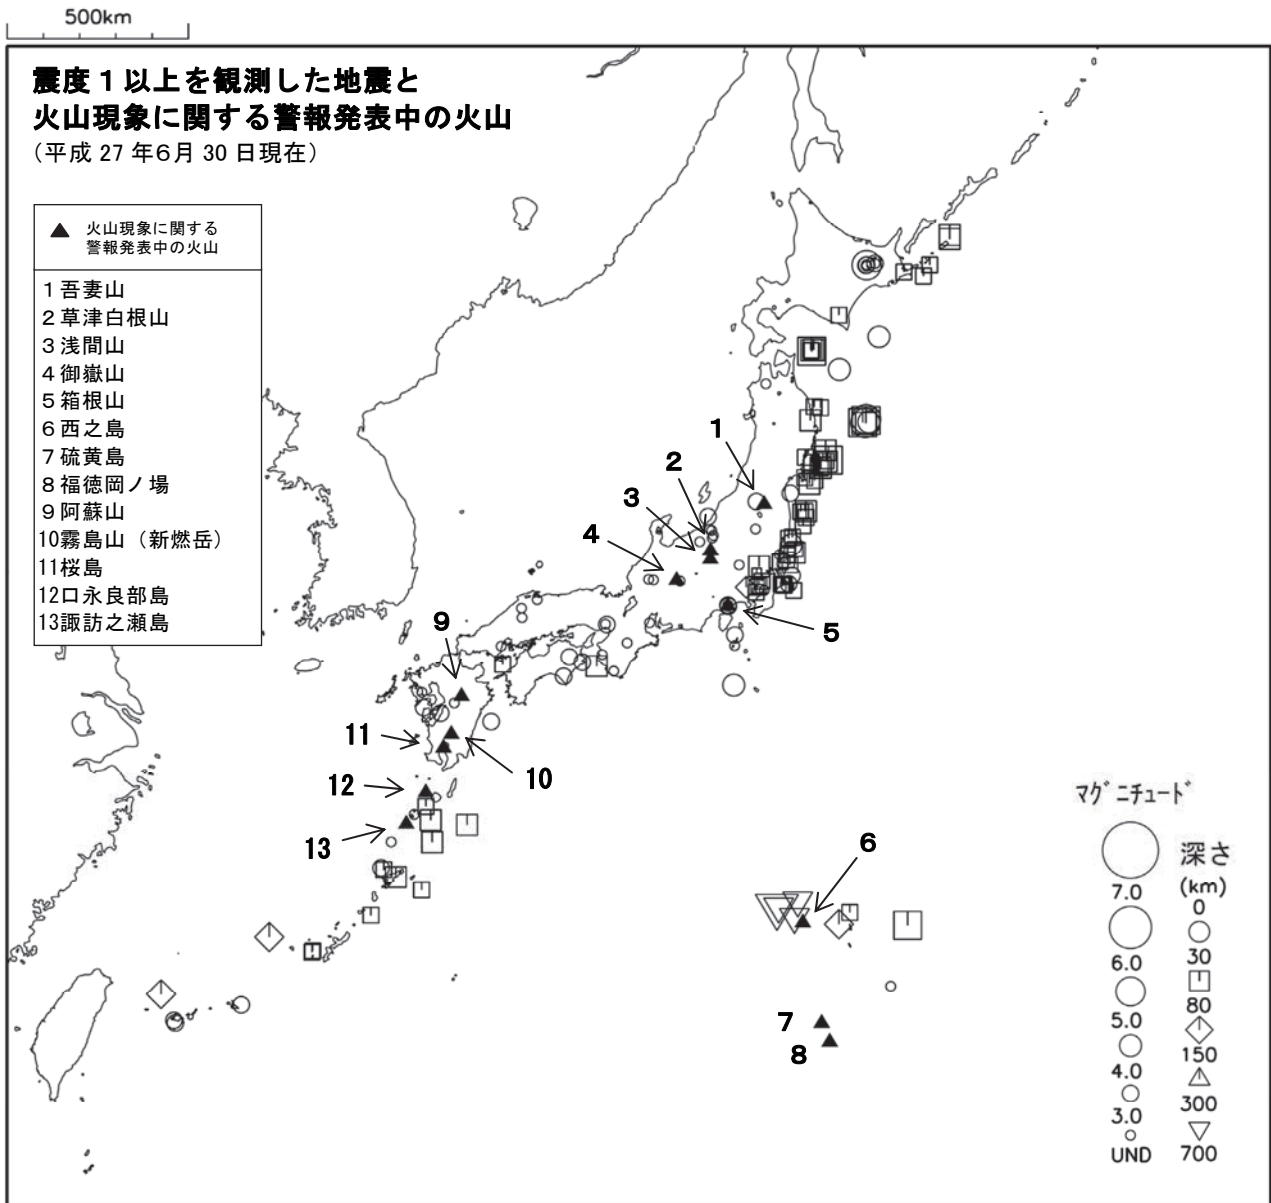 500km
震度１以上を観測した地震と
火山現象に関する警報発表中の火山
（平成 27 年６月 30 日現在）
▲ 火山現象に関する
警報発表中の火山
1 吾妻山
2 草津白根山
3 浅間山
4 御嶽山
5 箱根山
6 西之島
7 硫黄島
8 福徳岡ノ場
9 阿蘇山
10 霧島山（新燃岳）
11 桜島
12 口永良部島
13 諏訪之瀬島
1
2
3
4
5
9
11
10
12
13
6
7
8
マグニチュード
7.0
6.0
5.0
4.0
3.0
UND
深さ
(km)
0
30
80
150
300
700